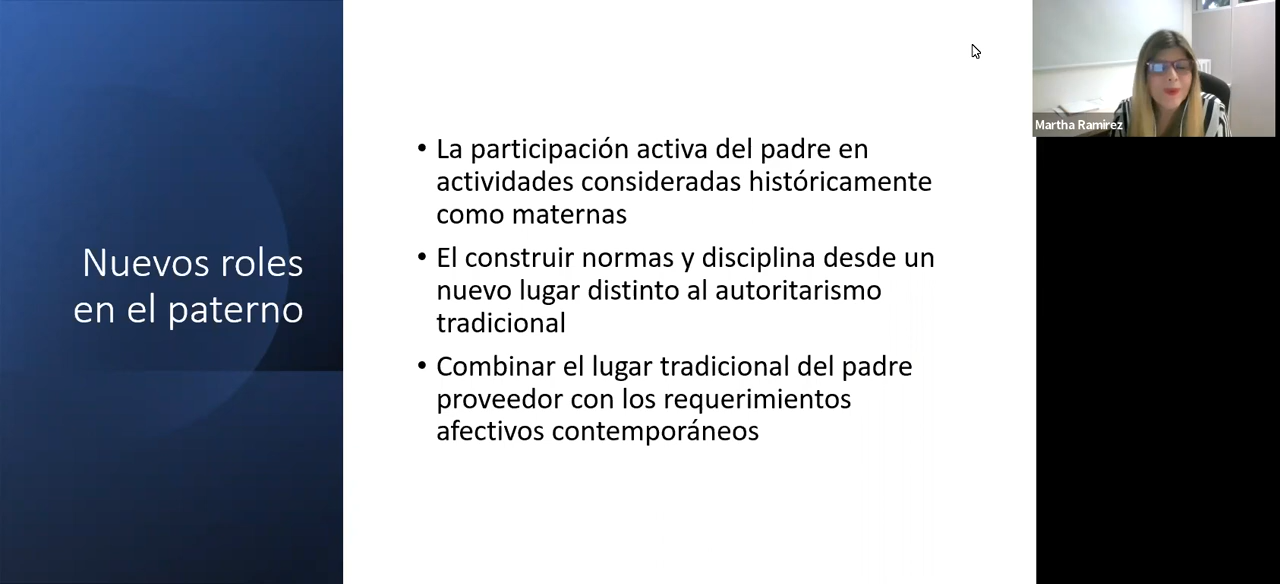 Nuevos roles
en el paterno
• La participación activa del padre en
actividades consideradas históricamente
como maternas
• El construir normas y disciplina desde un
nuevo lugar distinto al autoritarismo
tradicional
• Combinar el lugar tradicional del padre
proveedor con los requerimientos
afectivos contemporáneos
Martha Ramirez